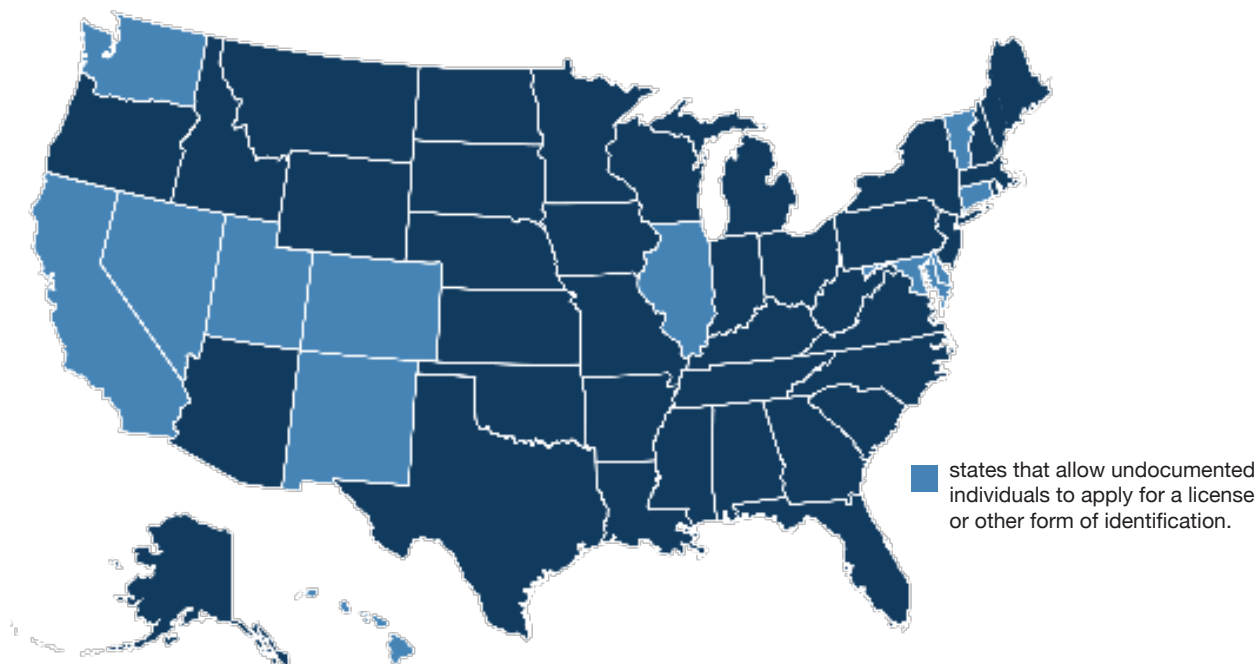 states that allow undocumented
individuals to apply for a license
or other form of identification.